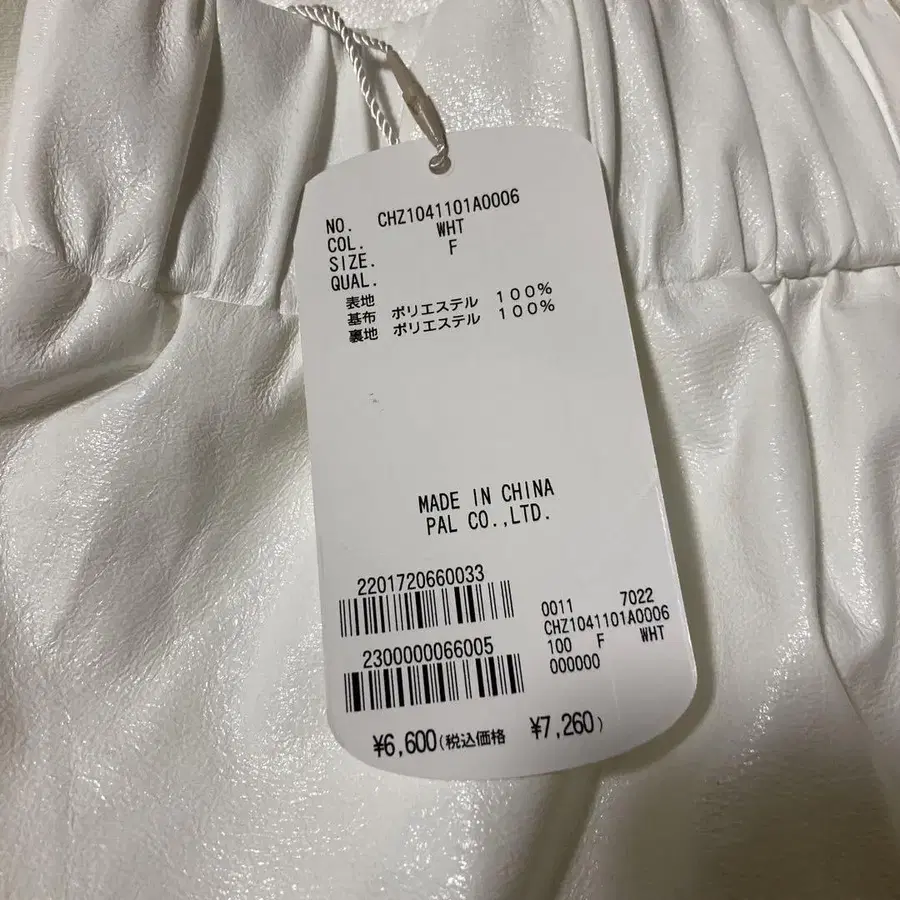 NO. CHZ1041101A0006
COL. WHT
SIZE. F
QUAL.
表地
基布 ポリエステル 100%
裏地 ポリエステル 100%
MADE IN CHINA
PAL CO.,LTD.
2201720660033
2300000066005
0011 7022
CHZ1041101A0006
100 F WHT
000000
¥6,600(税込価格 ¥7,260)